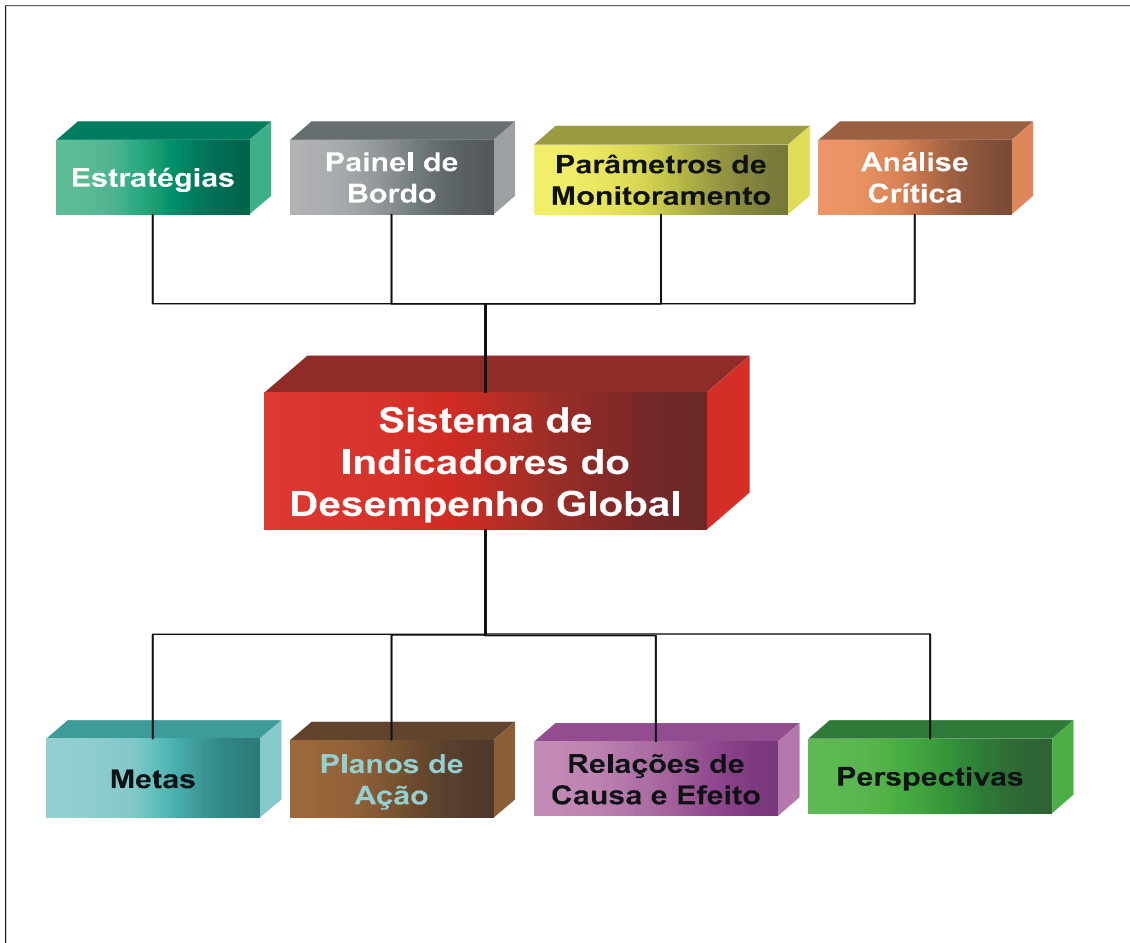 Estratégias
Painel de
Bordo
Parâmetros de
Monitoramento
Análise
Crítica
Sistema de
Indicadores do
Desempenho Global
Metas
Planos de
Ação
Relações de
Causa e Efeito
Perspectivas